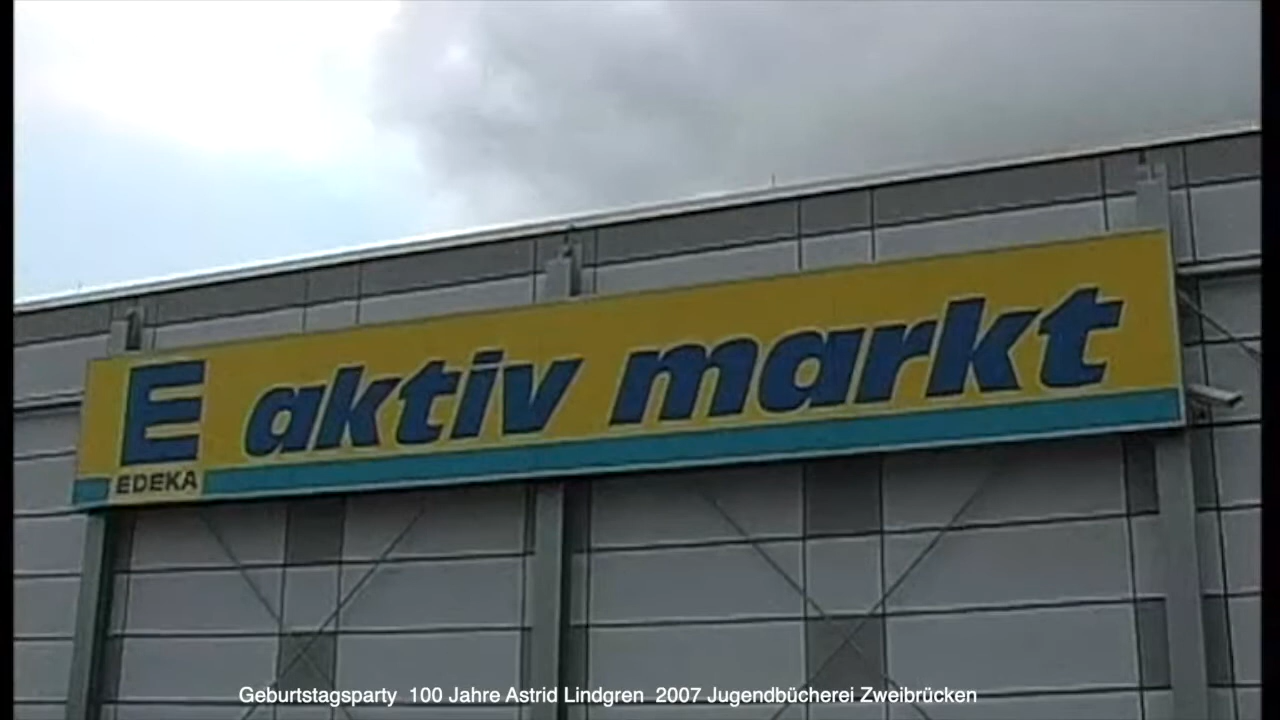 E aktiv markt
EDEKA
Geburtstagsparty 100 Jahre Astrid Lindgren 2007 Jugendbücherei Zweibrücken